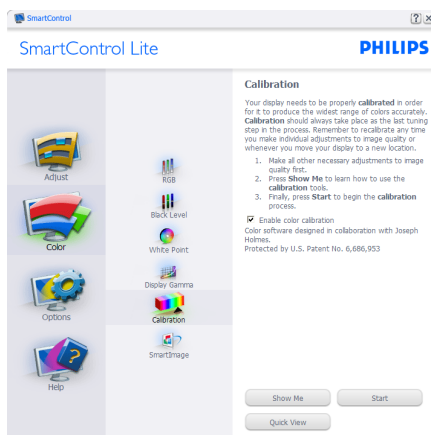 SmartControl
SmartControl Lite
PHILIPS
Adjust
Color
Options
Help
RGB
Black Level
White Point
Display Gamma
Calibration
SmartImage
Calibration
Your display needs to be properly calibrated in order
for it to produce the widest range of colors accurately.
Calibration should always take place as the last tuning
step in the process. Remember to recalibrate any time
you make individual adjustments to image quality or
whenever you move your display to a new location.
1. Make all other necessary adjustments to image
quality first.
2. Press Show Me to learn how to use the
calibration tools.
3. Finally, press Start to begin the calibration
process.
Enable color calibration
Color software designed in collaboration with Joseph
Holmes.
Protected by U.S. Patent No. 6,686,953
Show Me
Start
Quick View